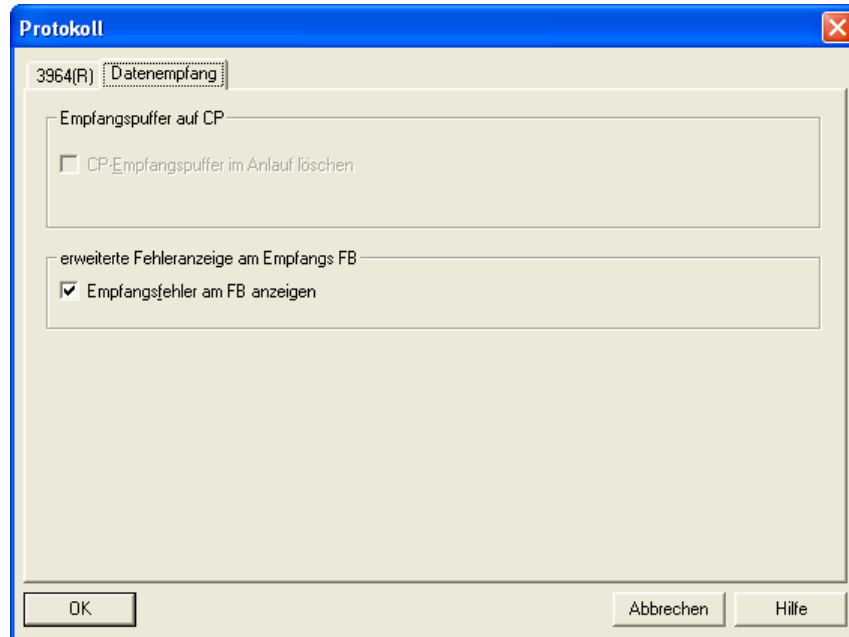 Protokoll
3964(R) Datenempfang
Empfangspuffer auf CP
CP-Empfangspuffer im Anlauf löschen
erweiterte Fehleranzeige am Empfangs FB
Empfangsfehler am FB anzeigen
OK Abbrechen Hilfe